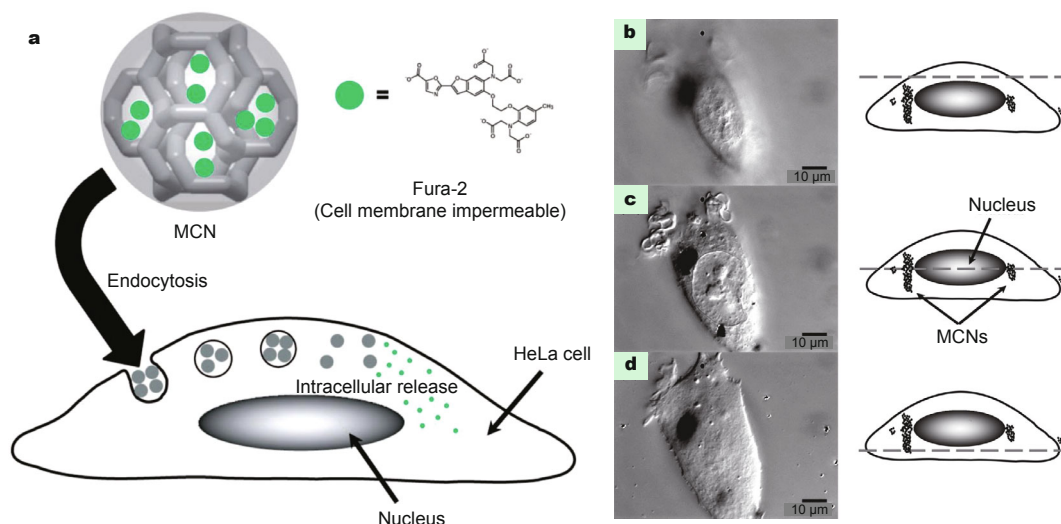 a
MCN
=
O⁻
O
O
O⁻
O
O⁻
N
O
N
O
O
O
CH₃
N
O⁻
O
O
O⁻
Fura-2
(Cell membrane impermeable)
Endocytosis
Intracellular release
HeLa cell
Nucleus
b
10 µm
c
10 µm
Nucleus
MCNs
d
10 µm